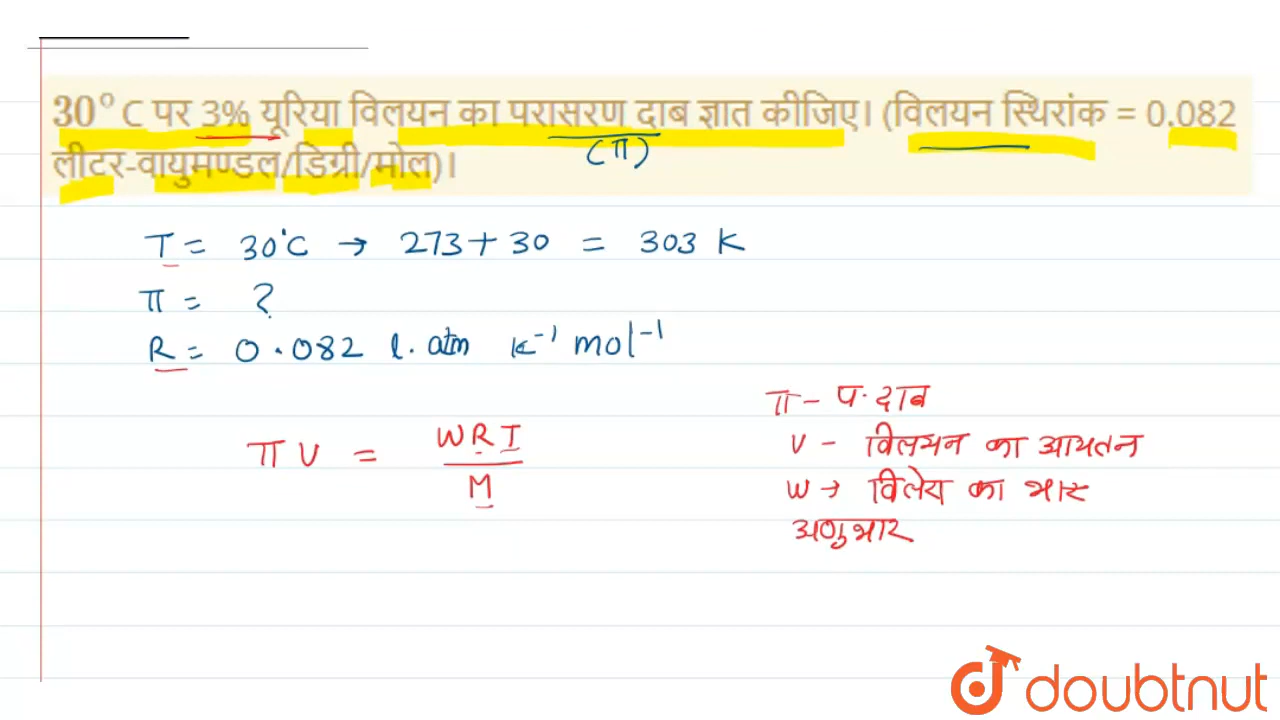 30° C पर 3% यूरिया विलयन का परासरण दाब ज्ञात कीजिए। (विलयन स्थिरांक = 0.082
लीटर-वायुमण्डल/डिग्री/मोल)।
(π)
T = 30°C → 273+30 = 303 K
π = ?
R = 0.082 l. atm K⁻¹ mol⁻¹
π V = WRT / M
π – प. दाब
V – विलयन का आयतन
W → विलेय का भार
अणुभार
doubtnut